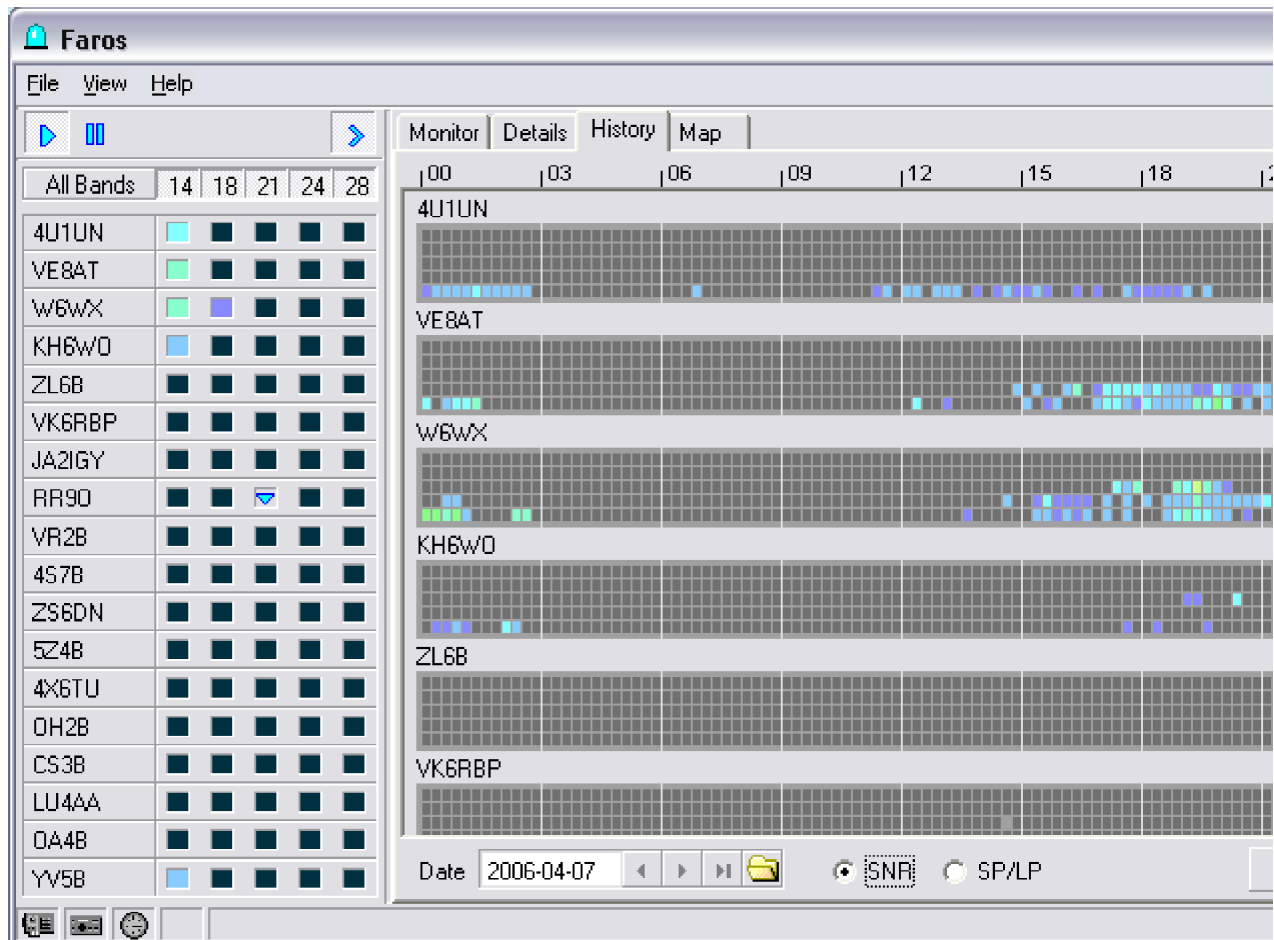 Faros
File View Help
Monitor Details History Map
All Bands 14 18 21 24 28
00 03 06 09 12 15 18
4U1UN
VE8AT
W6WX
KH6WO
ZL6B
VK6RBP
JA2IGY
RR9O
VR2B
4S7B
ZS6DN
5Z4B
4X6TU
OH2B
CS3B
LU4AA
OA4B
YV5B
4U1UN
VE8AT
W6WX
KH6WO
ZL6B
VK6RBP
Date 2006-04-07 SNR SP/LP